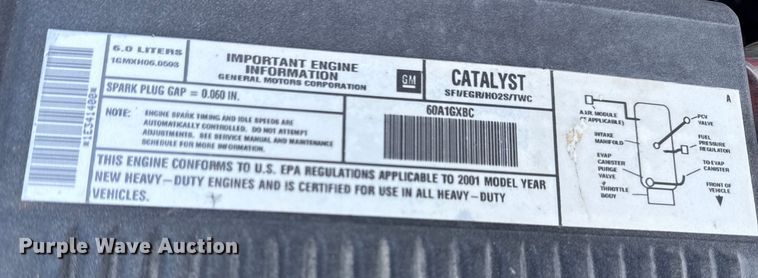 6.0 LITERS
1GMXH06.0503
IMPORTANT ENGINE
INFORMATION
GENERAL MOTORS CORPORATION
GM
CATALYST
SFI/EGR/HO2S/TWC
SPARK PLUG GAP = 0.060 IN.
60A1GXBC
NOTE: ENGINE SPARK TIMING AND IDLE SPEEDS ARE
AUTOMATICALLY CONTROLLED. DO NOT ATTEMPT
ADJUSTMENTS. SEE SERVICE MANUAL AND MAINTENANCE
SCHEDULE FOR MORE INFORMATION.
THIS ENGINE CONFORMS TO U.S. EPA REGULATIONS APPLICABLE TO 2001 MODEL YEAR
NEW HEAVY-DUTY ENGINES AND IS CERTIFIED FOR USE IN ALL HEAVY-DUTY
VEHICLES.
A
A.I.R. MODULE
(IF APPLICABLE)
INTAKE
MANIFOLD
EVAP
CANISTER
PURGE
VALVE
THROTTLE
BODY
PCV
VALVE
FUEL
PRESSURE
REGULATOR
TO EVAP
CANISTER
FRONT OF
VEHICLE
Purple Wave Auction